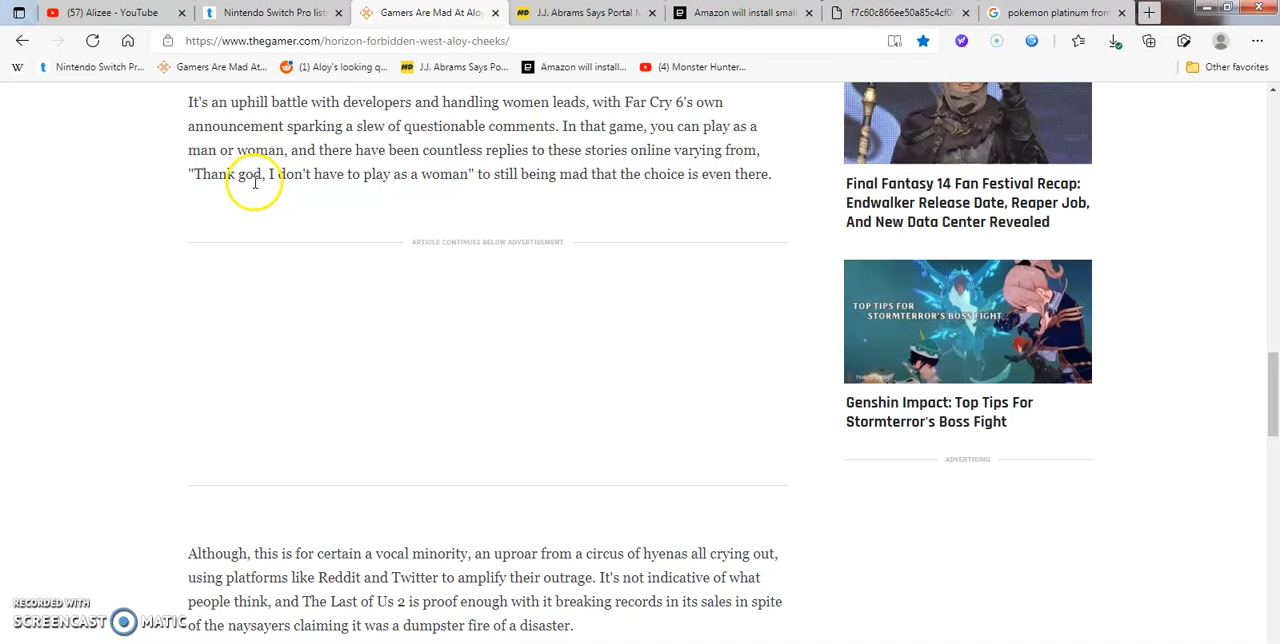 (57) Alizee - YouTube
Nintendo Switch Pro list
Gamers Are Mad At Aloy
J.J. Abrams Says Portal M
Amazon will install small
f7c60c866ee50a85c4cf0
pokemon platinum fron
https://www.thegamer.com/horizon-forbidden-west-aloy-cheeks/
W
Nintendo Switch Pr...
Gamers Are Mad At...
(1) Aloy's looking q...
J.J. Abrams Says Po...
Amazon will install...
(4) Monster Hunter...
Other favorites
It's an uphill battle with developers and handling women leads, with Far Cry 6's own
announcement sparking a slew of questionable comments. In that game, you can play as a
man or woman, and there have been countless replies to these stories online varying from,
"Thank god, I don't have to play as a woman" to still being mad that the choice is even there.
ARTICLE CONTINUES BELOW ADVERTISEMENT
Although, this is for certain a vocal minority, an uproar from a circus of hyenas all crying out,
using platforms like Reddit and Twitter to amplify their outrage. It's not indicative of what
people think, and The Last of Us 2 is proof enough with it breaking records in its sales in spite
of the naysayers claiming it was a dumpster fire of a disaster.
Final Fantasy 14 Fan Festival Recap:
Endwalker Release Date, Reaper Job,
And New Data Center Revealed
TOP TIPS FOR
STORMTERROR'S BOSS FIGHT
Genshin Impact: Top Tips For
Stormterror's Boss Fight
ADVERTISING
RECORDED WITH
SCREENCAST MATIC